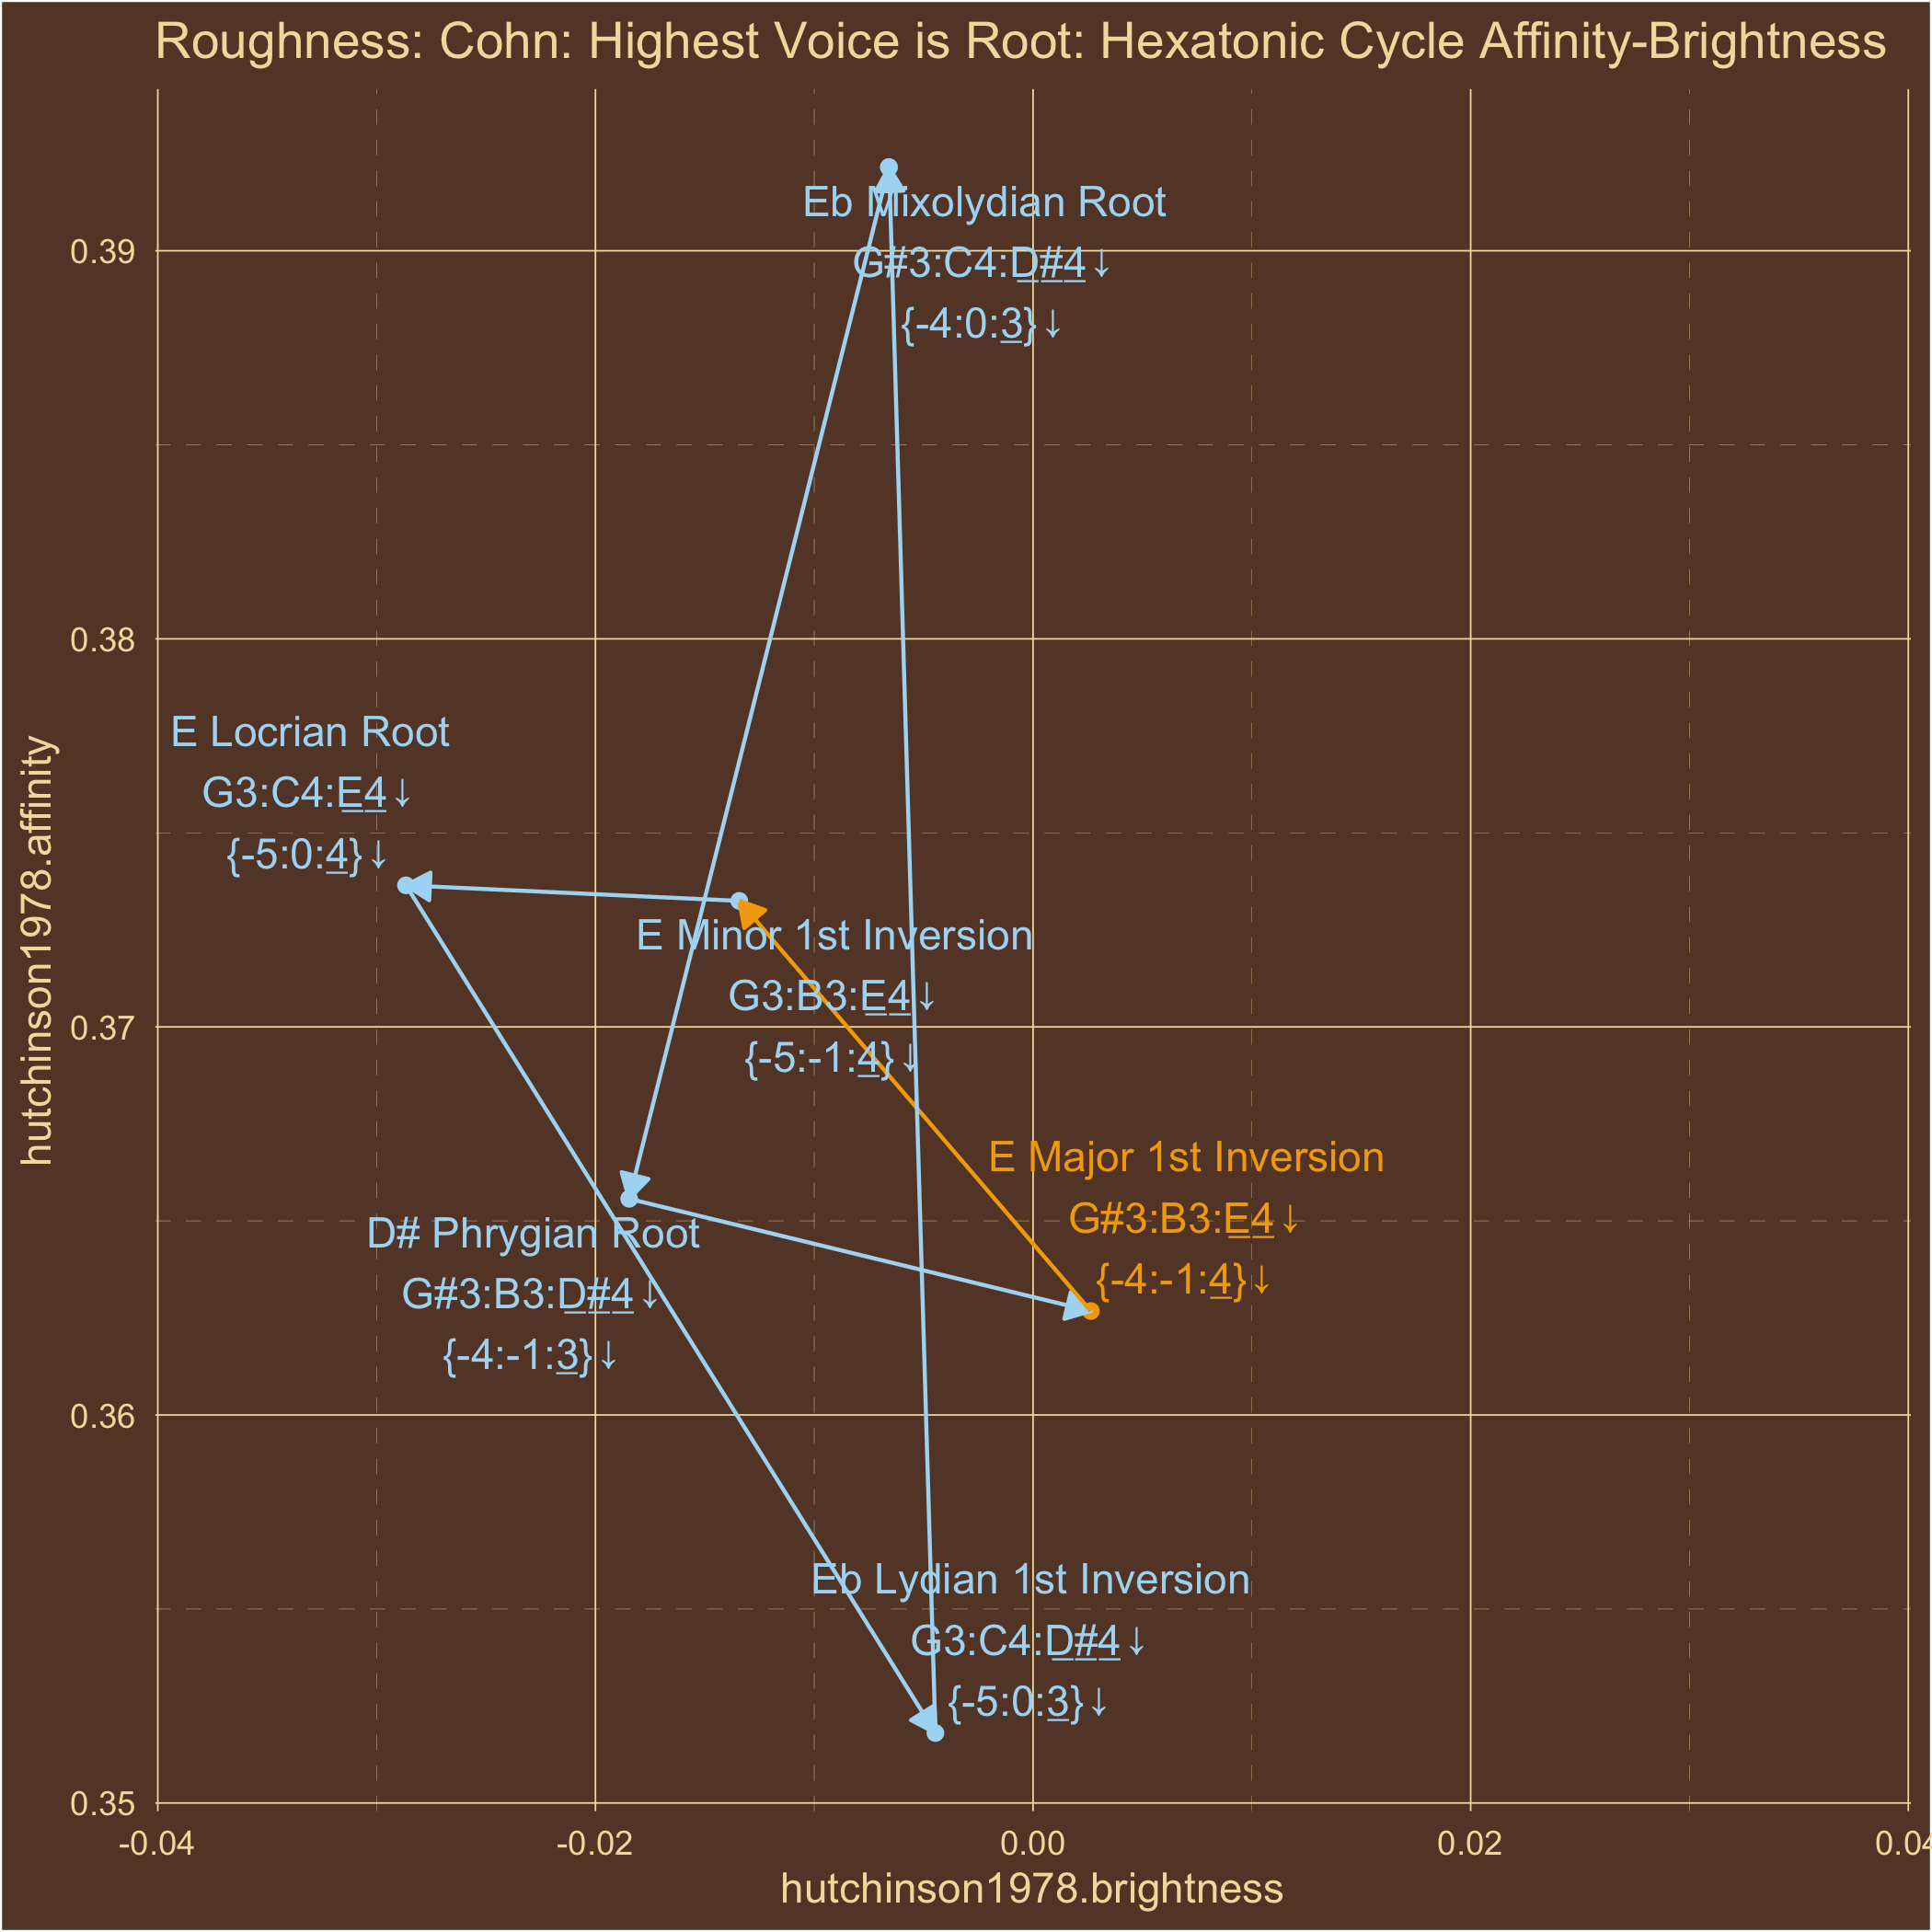 Roughness: Cohn: Highest Voice is Root: Hexatonic Cycle Affinity-Brightness
Eb Mixolydian Root
G#3:C4:D#4↓
{-4:0:3}↓
0.39
0.38
E Locrian Root
G3:C4:E4↓
{-5:0:4}↓
E Minor 1st Inversion
G3:B3:E4↓
{-5:-1:4}↓
0.37
E Major 1st Inversion
G#3:B3:E4↓
{-4:-1:4}↓
D# Phrygian Root
G#3:B3:D#4↓
{-4:-1:3}↓
0.36
Eb Lydian 1st Inversion
G3:C4:D#4↓
{-5:0:3}↓
0.35
hutchinson1978.affinity
-0.04 -0.02 0.00 0.02 0.04
hutchinson1978.brightness